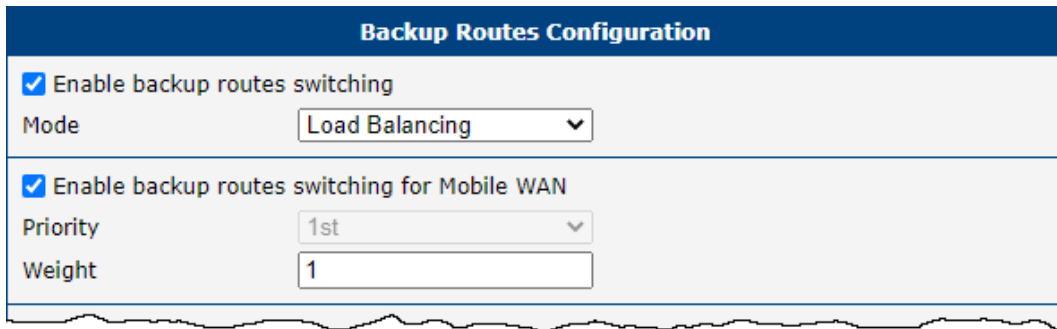 Backup Routes Configuration
Enable backup routes switching
Mode Load Balancing
Enable backup routes switching for Mobile WAN
Priority 1st
Weight 1